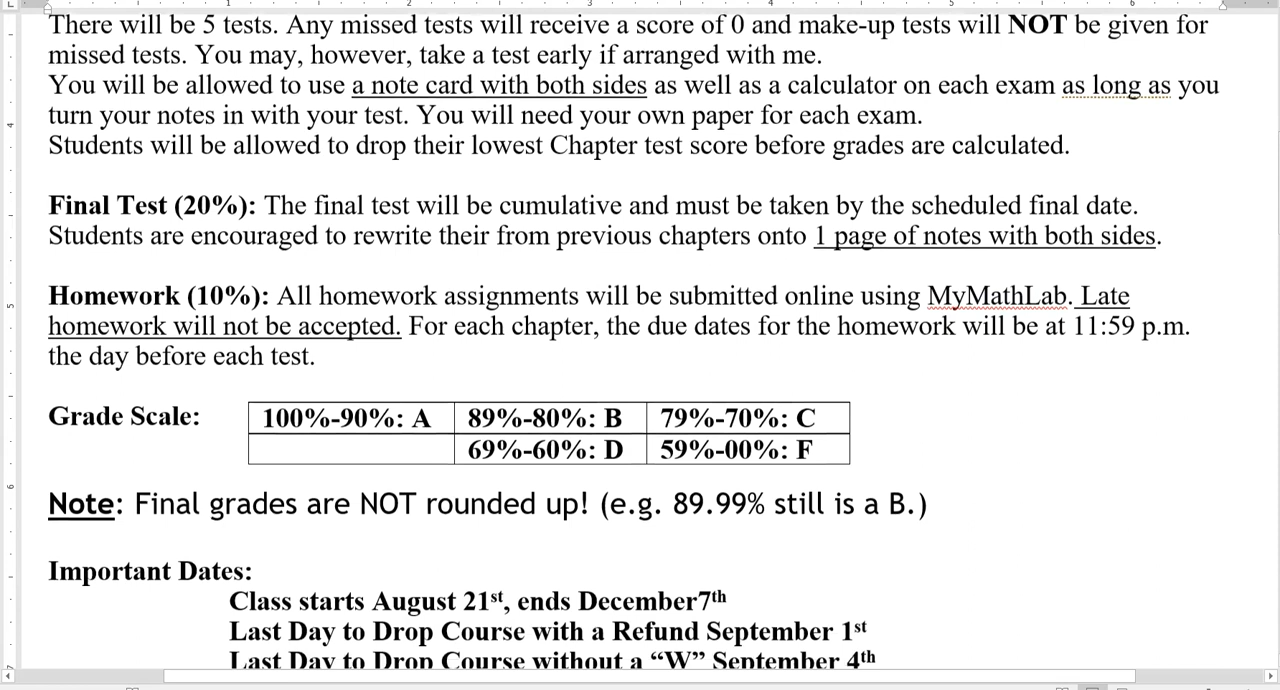 There will be 5 tests. Any missed tests will receive a score of 0 and make-up tests will NOT be given for
missed tests. You may, however, take a test early if arranged with me.
You will be allowed to use a note card with both sides as well as a calculator on each exam as long as you
turn your notes in with your test. You will need your own paper for each exam.
Students will be allowed to drop their lowest Chapter test score before grades are calculated.
Final Test (20%): The final test will be cumulative and must be taken by the scheduled final date.
Students are encouraged to rewrite their from previous chapters onto 1 page of notes with both sides.
Homework (10%): All homework assignments will be submitted online using MyMathLab. Late
homework will not be accepted. For each chapter, the due dates for the homework will be at 11:59 p.m.
the day before each test.
Grade Scale: 100%-90%: A 89%-80%: B 79%-70%: C
69%-60%: D 59%-00%: F
Note: Final grades are NOT rounded up! (e.g. 89.99% still is a B.)
Important Dates:
Class starts August 21st, ends December7th
Last Day to Drop Course with a Refund September 1st
Last Day to Drop Course without a “W” September 4th